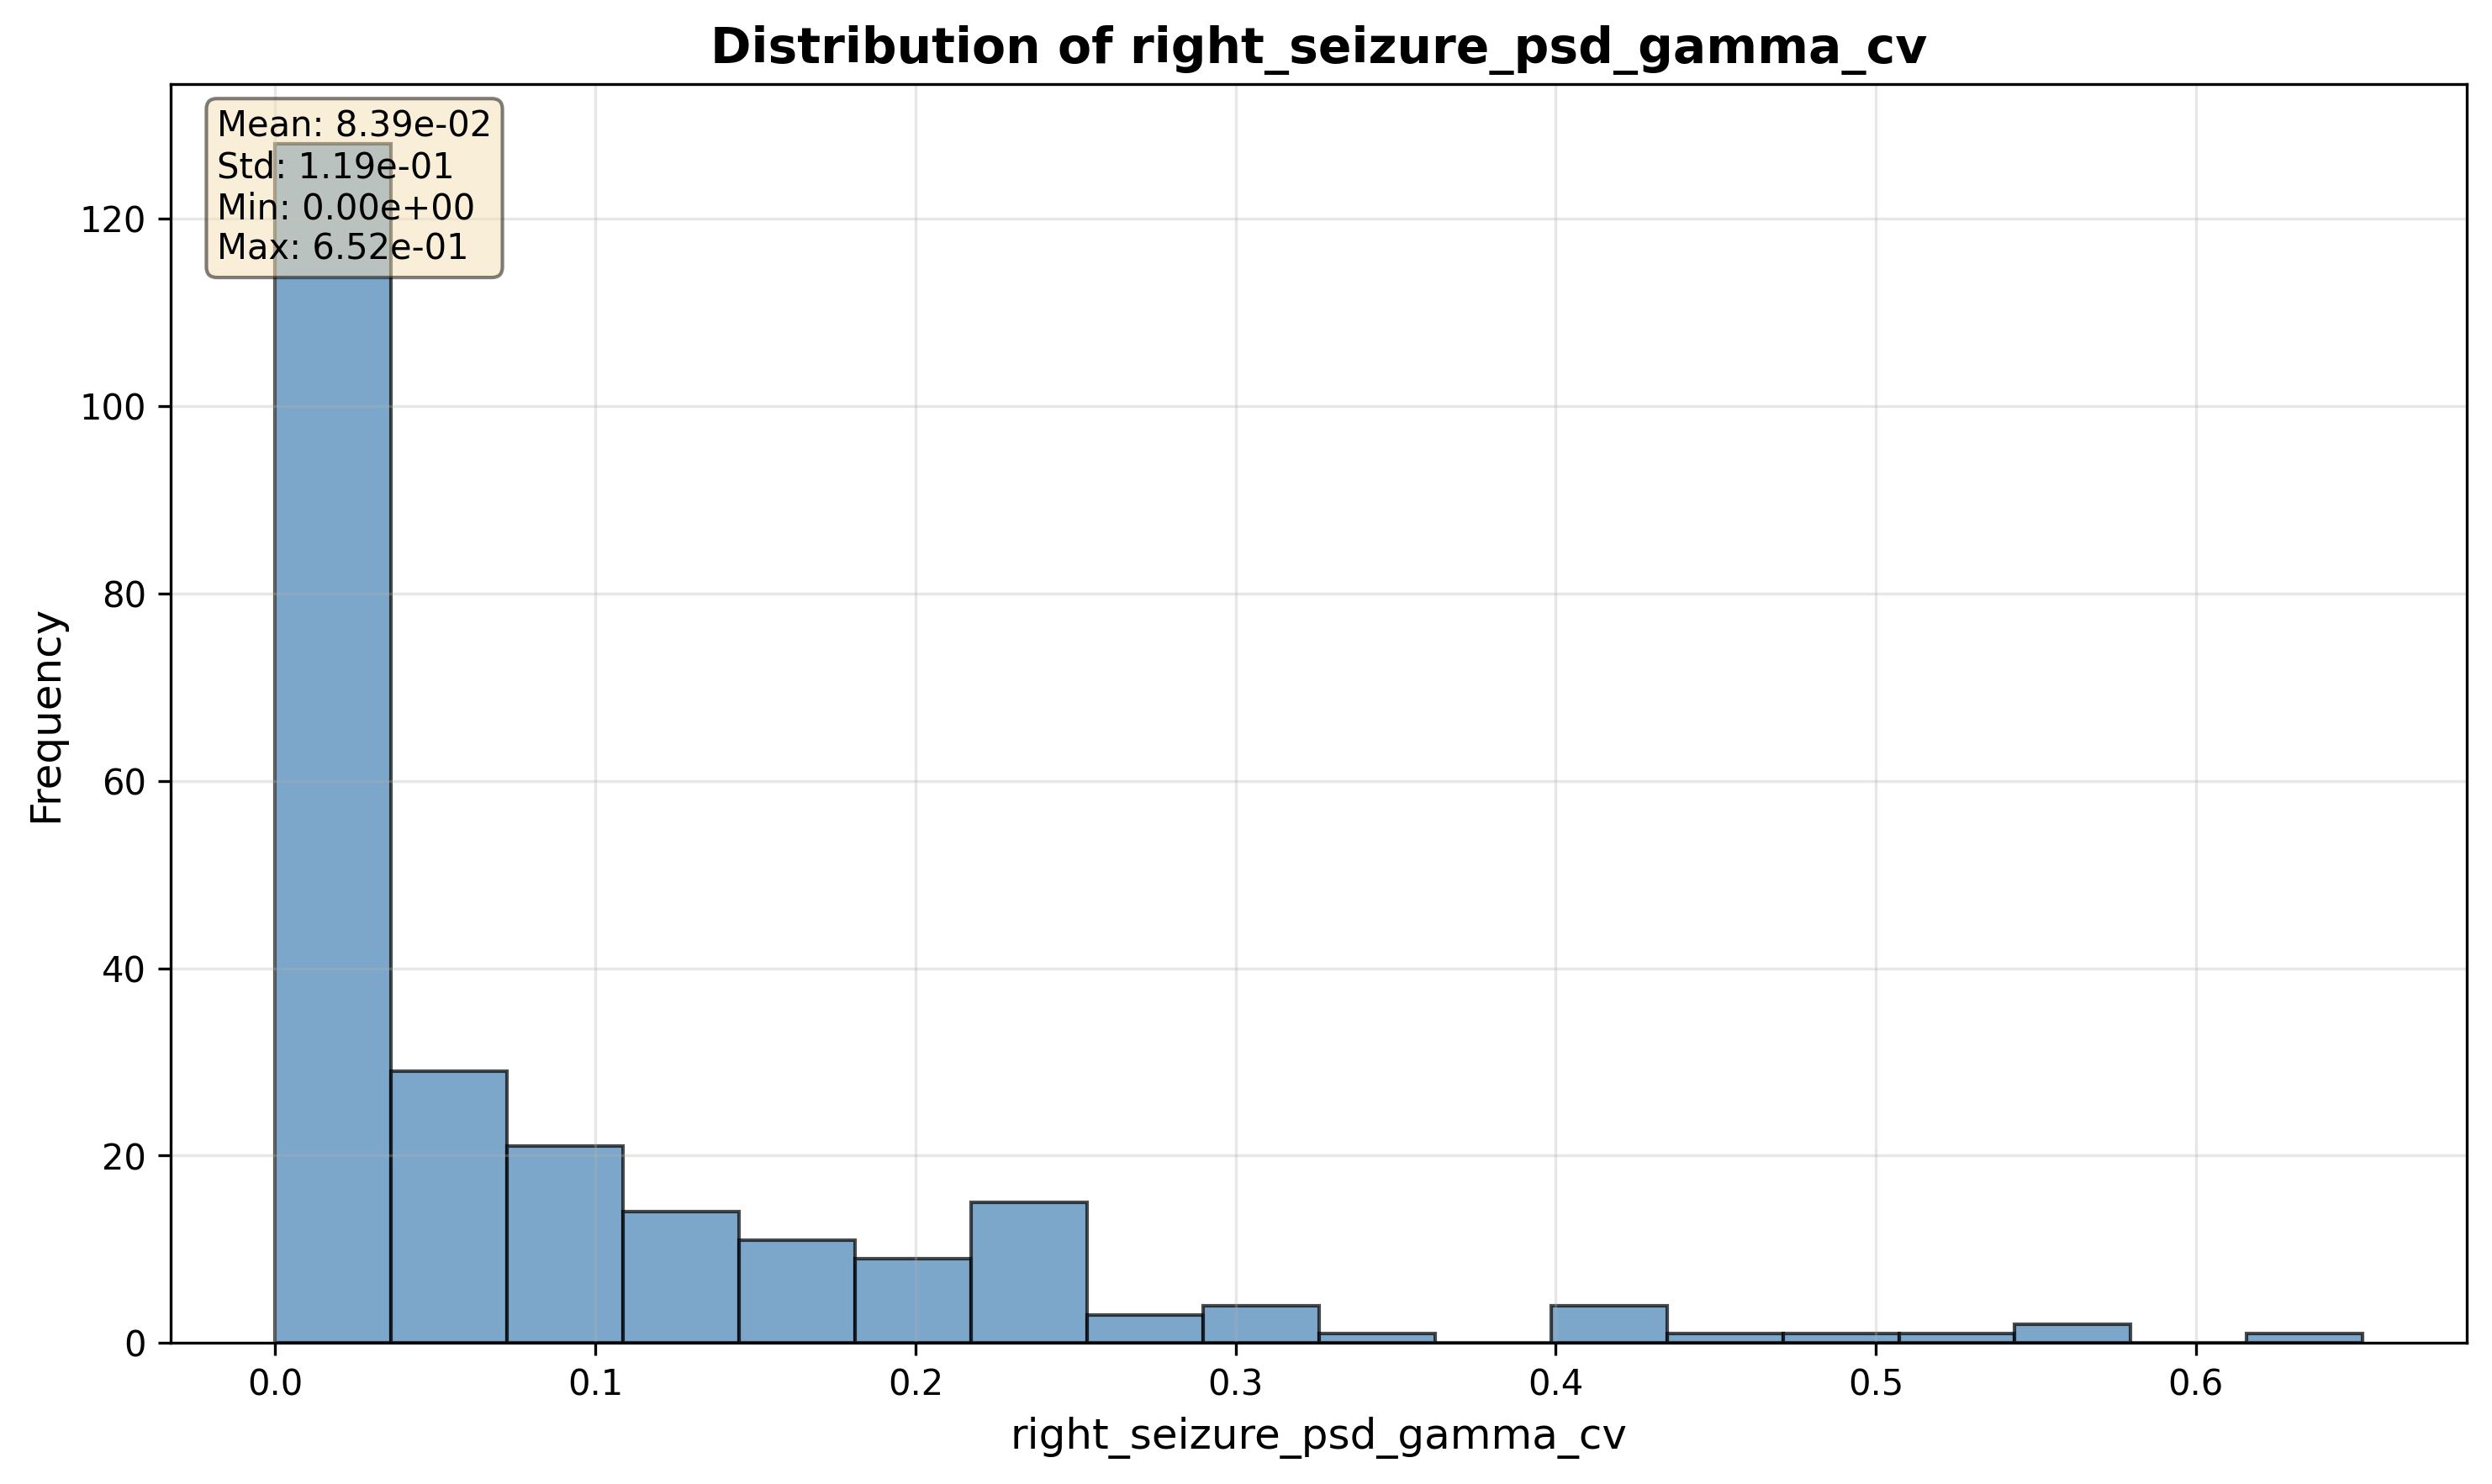 Distribution of right_seizure_psd_gamma_cv
Mean: 8.39e-02
Std: 1.19e-01
Min: 0.00e+00
Max: 6.52e-01
120
100
80
60
40
20
0
Frequency
0.0 0.1 0.2 0.3 0.4 0.5 0.6
right_seizure_psd_gamma_cv